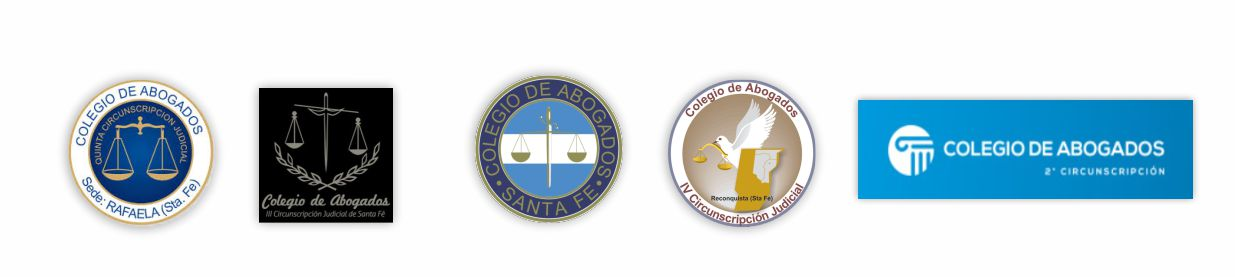 COLEGIO DE ABOGADOS
QUINTA CIRCUNSCRIPCION JUDICIAL
Sede: RAFAELA (Sta. Fe)
Colegio de Abogados
III Circunscripción Judicial de Santa Fé
• COLEGIO DE ABOGADOS •
SANTA FE
Colegio de Abogados
Reconquista (Sta Fe)
IV Circunscripción Judicial
COLEGIO DE ABOGADOS
2° CIRCUNSCRIPCIÓN